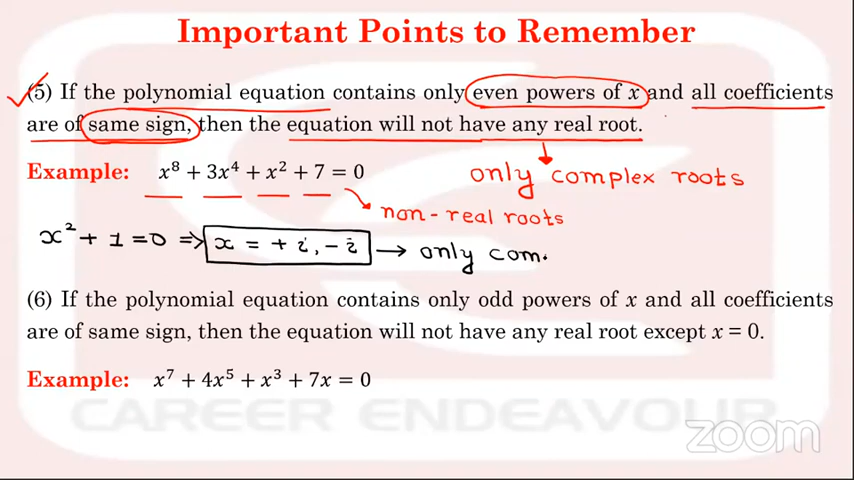 Important Points to Remember
(5) If the polynomial equation contains only even powers of x and all coefficients
are of same sign, then the equation will not have any real root.
Example: x⁸ + 3x⁴ + x² + 7 = 0
only complex roots
non-real roots
x² + 1 = 0 ⇒ x = + i, - i → only com.
(6) If the polynomial equation contains only odd powers of x and all coefficients
are of same sign, then the equation will not have any real root except x = 0.
Example: x⁷ + 4x⁵ + x³ + 7x = 0
CAREER ENDEAVOUR
zoom